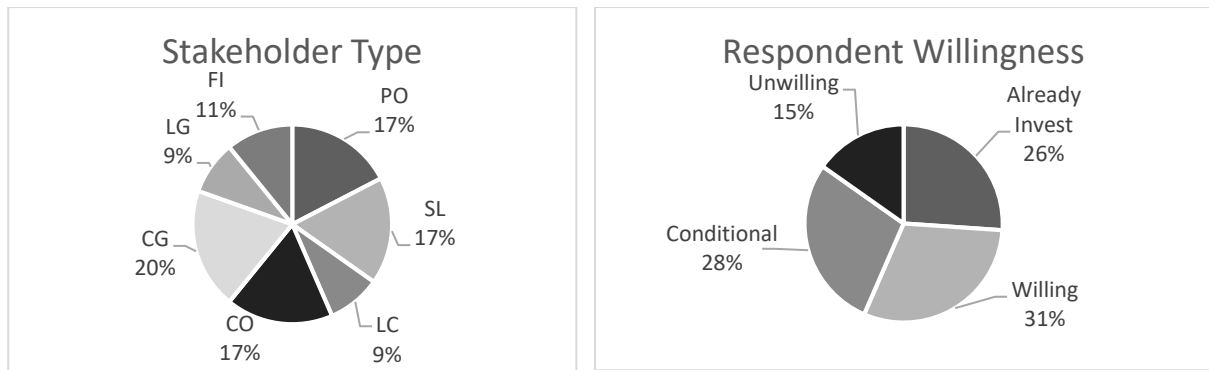 Stakeholder Type
FI
11%
PO
17%
LG
9%
SL
17%
CG
20%
CO
17%
LC
9%
Respondent Willingness
Unwilling
15%
Already
Invest
26%
Conditional
28%
Willing
31%